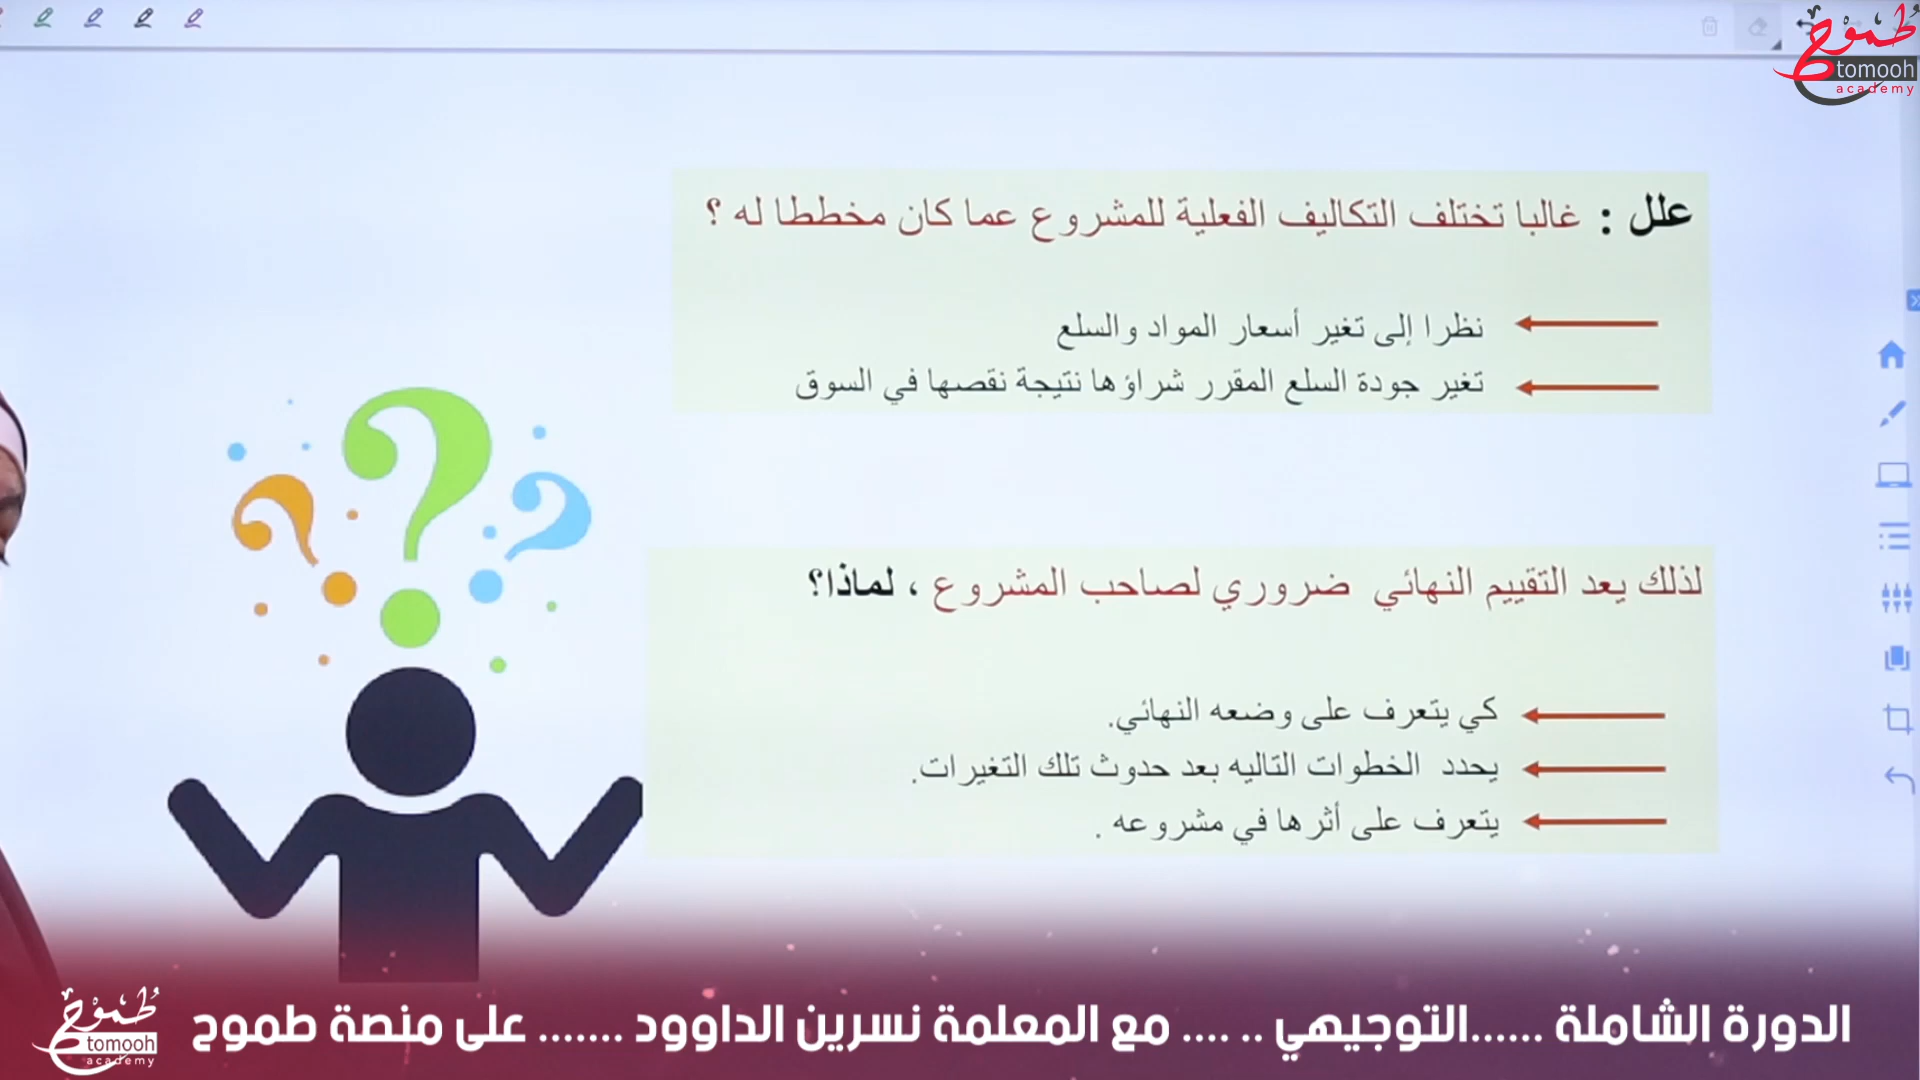 طموح
tomooh
academy
علل : غالبا تختلف التكاليف الفعلية للمشروع عما كان مخططا له ؟
نظرا إلى تغير أسعار المواد والسلع
تغير جودة السلع المقرر شراؤها نتيجة نقصها في السوق
لذلك يعد التقييم النهائي ضروري لصاحب المشروع ، لماذا؟
كي يتعرف على وضعه النهائي.
يحدد الخطوات التاليه بعد حدوث تلك التغيرات.
يتعرف على أثرها في مشروعه .
الدورة الشاملة ......التوجيهي .. .... مع المعلمة نسرين الداوود ....... على منصة طموح
طموح
tomooh
academy